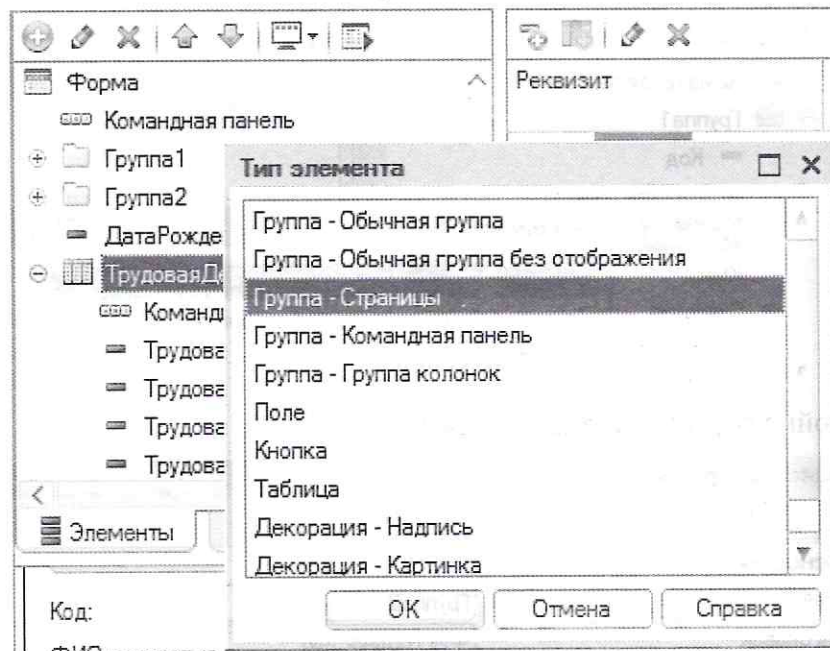 Форма
Командная панель
Группа1
Группа2
ДатаРожде
ТрудоваяДе
Команд
Трудова
Трудова
Трудова
Трудова
Элементы
Реквизит
Тип элемента
Группа - Обычная группа
Группа - Обычная группа без отображения
Группа - Страницы
Группа - Командная панель
Группа - Группа колонок
Поле
Кнопка
Таблица
Декорация - Надпись
Декорация - Картинка
ОК
Отмена
Справка
Код: